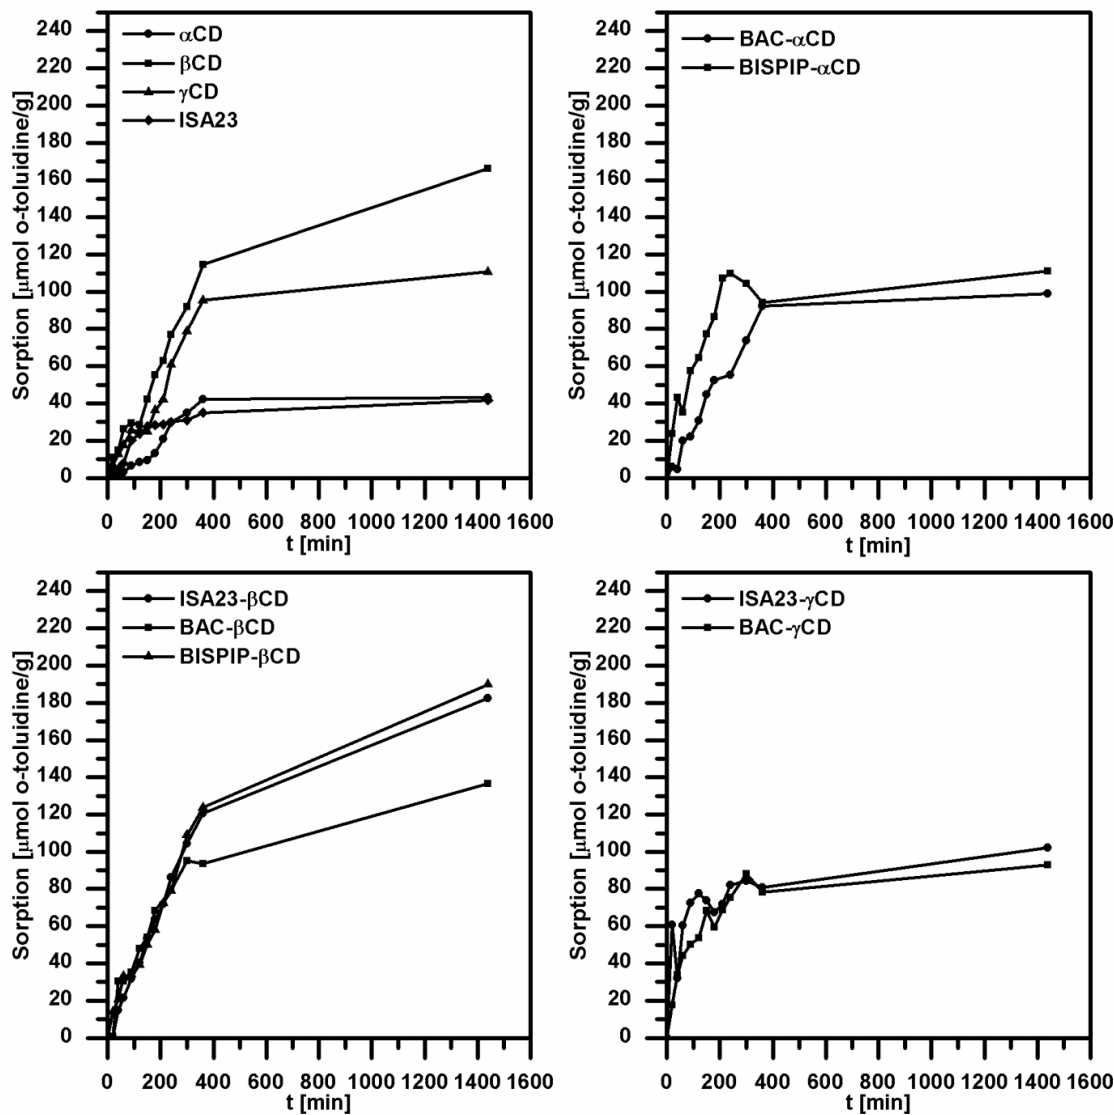 Sorption [μmol o-toluidine/g]
240
220
200
180
160
140
120
100
80
60
40
20
0
αCD
βCD
γCD
ISA23
0 200 400 600 800 1000 1200 1400 1600
t [min]
Sorption [μmol o-toluidine/g]
240
220
200
180
160
140
120
100
80
60
40
20
0
BAC-αCD
BISPIP-αCD
0 200 400 600 800 1000 1200 1400 1600
t [min]
Sorption [μmol o-toluidine/g]
240
220
200
180
160
140
120
100
80
60
40
20
0
ISA23-βCD
BAC-βCD
BISPIP-βCD
0 200 400 600 800 1000 1200 1400 1600
t [min]
Sorption [μmol o-toluidine/g]
240
220
200
180
160
140
120
100
80
60
40
20
0
ISA23-γCD
BAC-γCD
0 200 400 600 800 1000 1200 1400 1600
t [min]